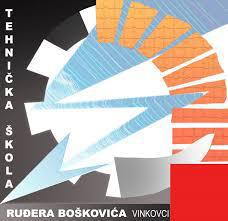 TEHNIČKA ŠKOLA
RUĐERA BOŠKOVIĆA VINKOVCI